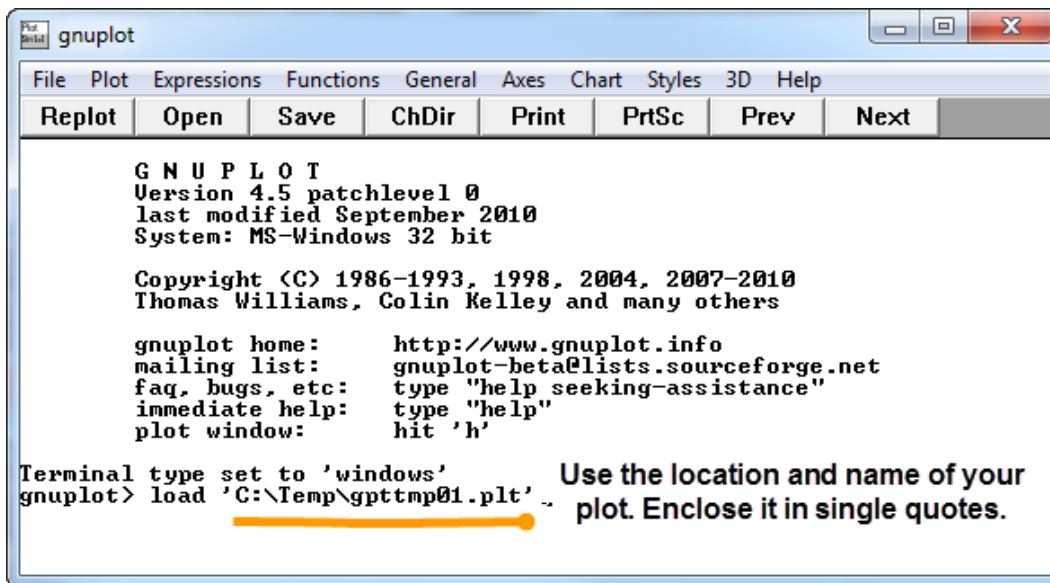 gnuplot
File Plot Expressions Functions General Axes Chart Styles 3D Help
Replot Open Save ChDir Print PrtSc Prev Next
G N U P L O T
Version 4.5 patchlevel 0
last modified September 2010
System: MS-Windows 32 bit
Copyright (C) 1986-1993, 1998, 2004, 2007-2010
Thomas Williams, Colin Kelley and many others
gnuplot home: http://www.gnuplot.info
mailing list: gnuplot-beta@lists.sourceforge.net
faq, bugs, etc: type "help seeking-assistance"
immediate help: type "help"
plot window: hit 'h'
Terminal type set to 'windows'
gnuplot> load 'C:\Temp\gpttmp01.plt'
Use the location and name of your
plot. Enclose it in single quotes.